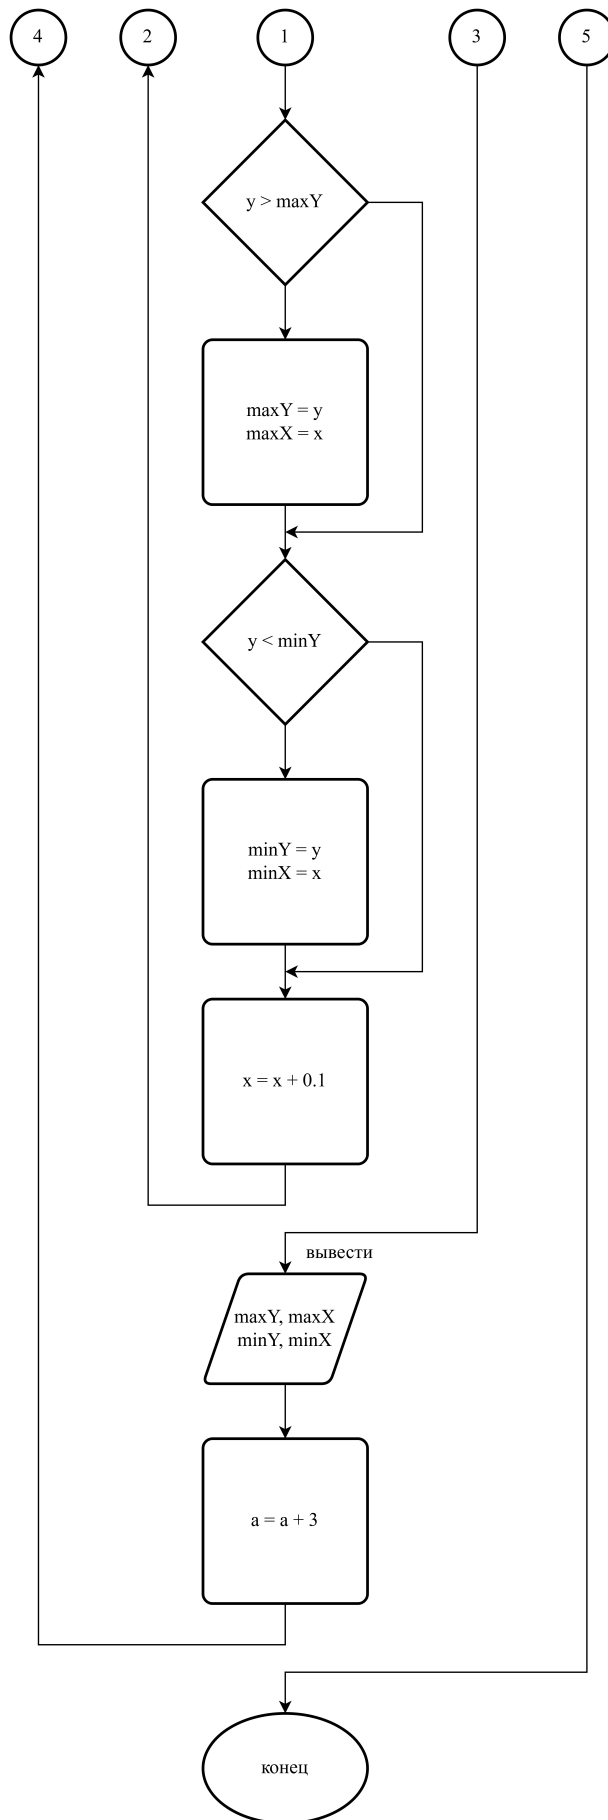 4
2
1
3
5
y > maxY
maxY = y
maxX = x
y < minY
minY = y
minX = x
x = x + 0.1
вывести
maxY, maxX
minY, minX
a = a + 3
конец